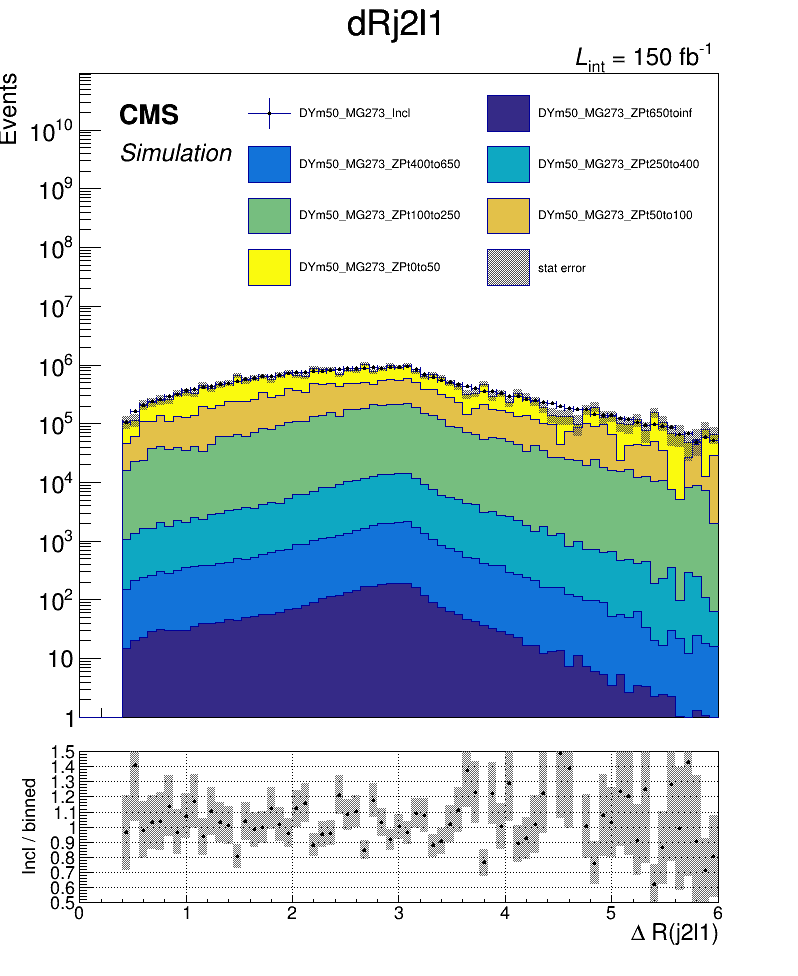 dRj2l1
L_int = 150 fb^-1
Events
CMS
Simulation
DYm50_MG273_Incl
DYm50_MG273_ZPt650toinf
DYm50_MG273_ZPt400to650
DYm50_MG273_ZPt250to400
DYm50_MG273_ZPt100to250
DYm50_MG273_ZPt50to100
DYm50_MG273_ZPt0to50
stat error
10^10
10^9
10^8
10^7
10^6
10^5
10^4
10^3
10^2
10
1
Incl / binned
1.5
1.4
1.3
1.2
1.1
1
0.9
0.8
0.7
0.6
0.5
0 1 2 3 4 5 6
Δ R(j2l1)